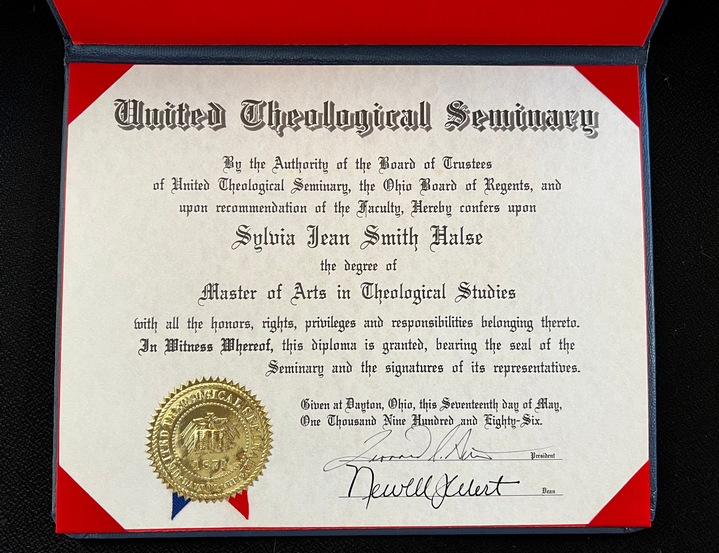 United Theological Seminary
By the Authority of the Board of Trustees
of United Theological Seminary, the Ohio Board of Regents, and
upon recommendation of the Faculty, Hereby confers upon
Sylvia Jean Smith Halse
the degree of
Master of Arts in Theological Studies
with all the honors, rights, privileges and responsibilities belonging thereto.
In Witness Whereof, this diploma is granted, bearing the seal of the
Seminary and the signatures of its representatives.
Given at Dayton, Ohio, this Seventeenth day of May,
One Thousand Nine Hundred and Eighty-Six.
President
Newell J Wert
Dean